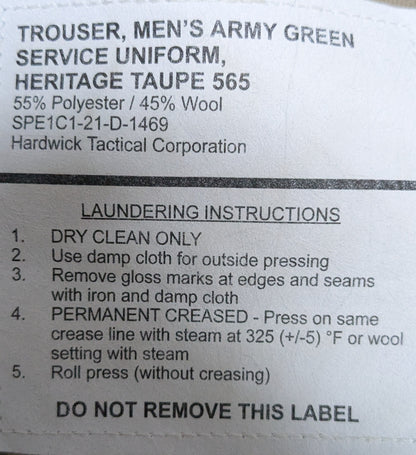 TROUSER, MEN'S ARMY GREEN
SERVICE UNIFORM,
HERITAGE TAUPE 565
55% Polyester / 45% Wool
SPE1C1-21-D-1469
Hardwick Tactical Corporation
LAUNDERING INSTRUCTIONS
1. DRY CLEAN ONLY
2. Use damp cloth for outside pressing
3. Remove gloss marks at edges and seams
with iron and damp cloth
4. PERMANENT CREASED - Press on same
crease line with steam at 325 (+/-5) °F or wool
setting with steam
5. Roll press (without creasing)
DO NOT REMOVE THIS LABEL